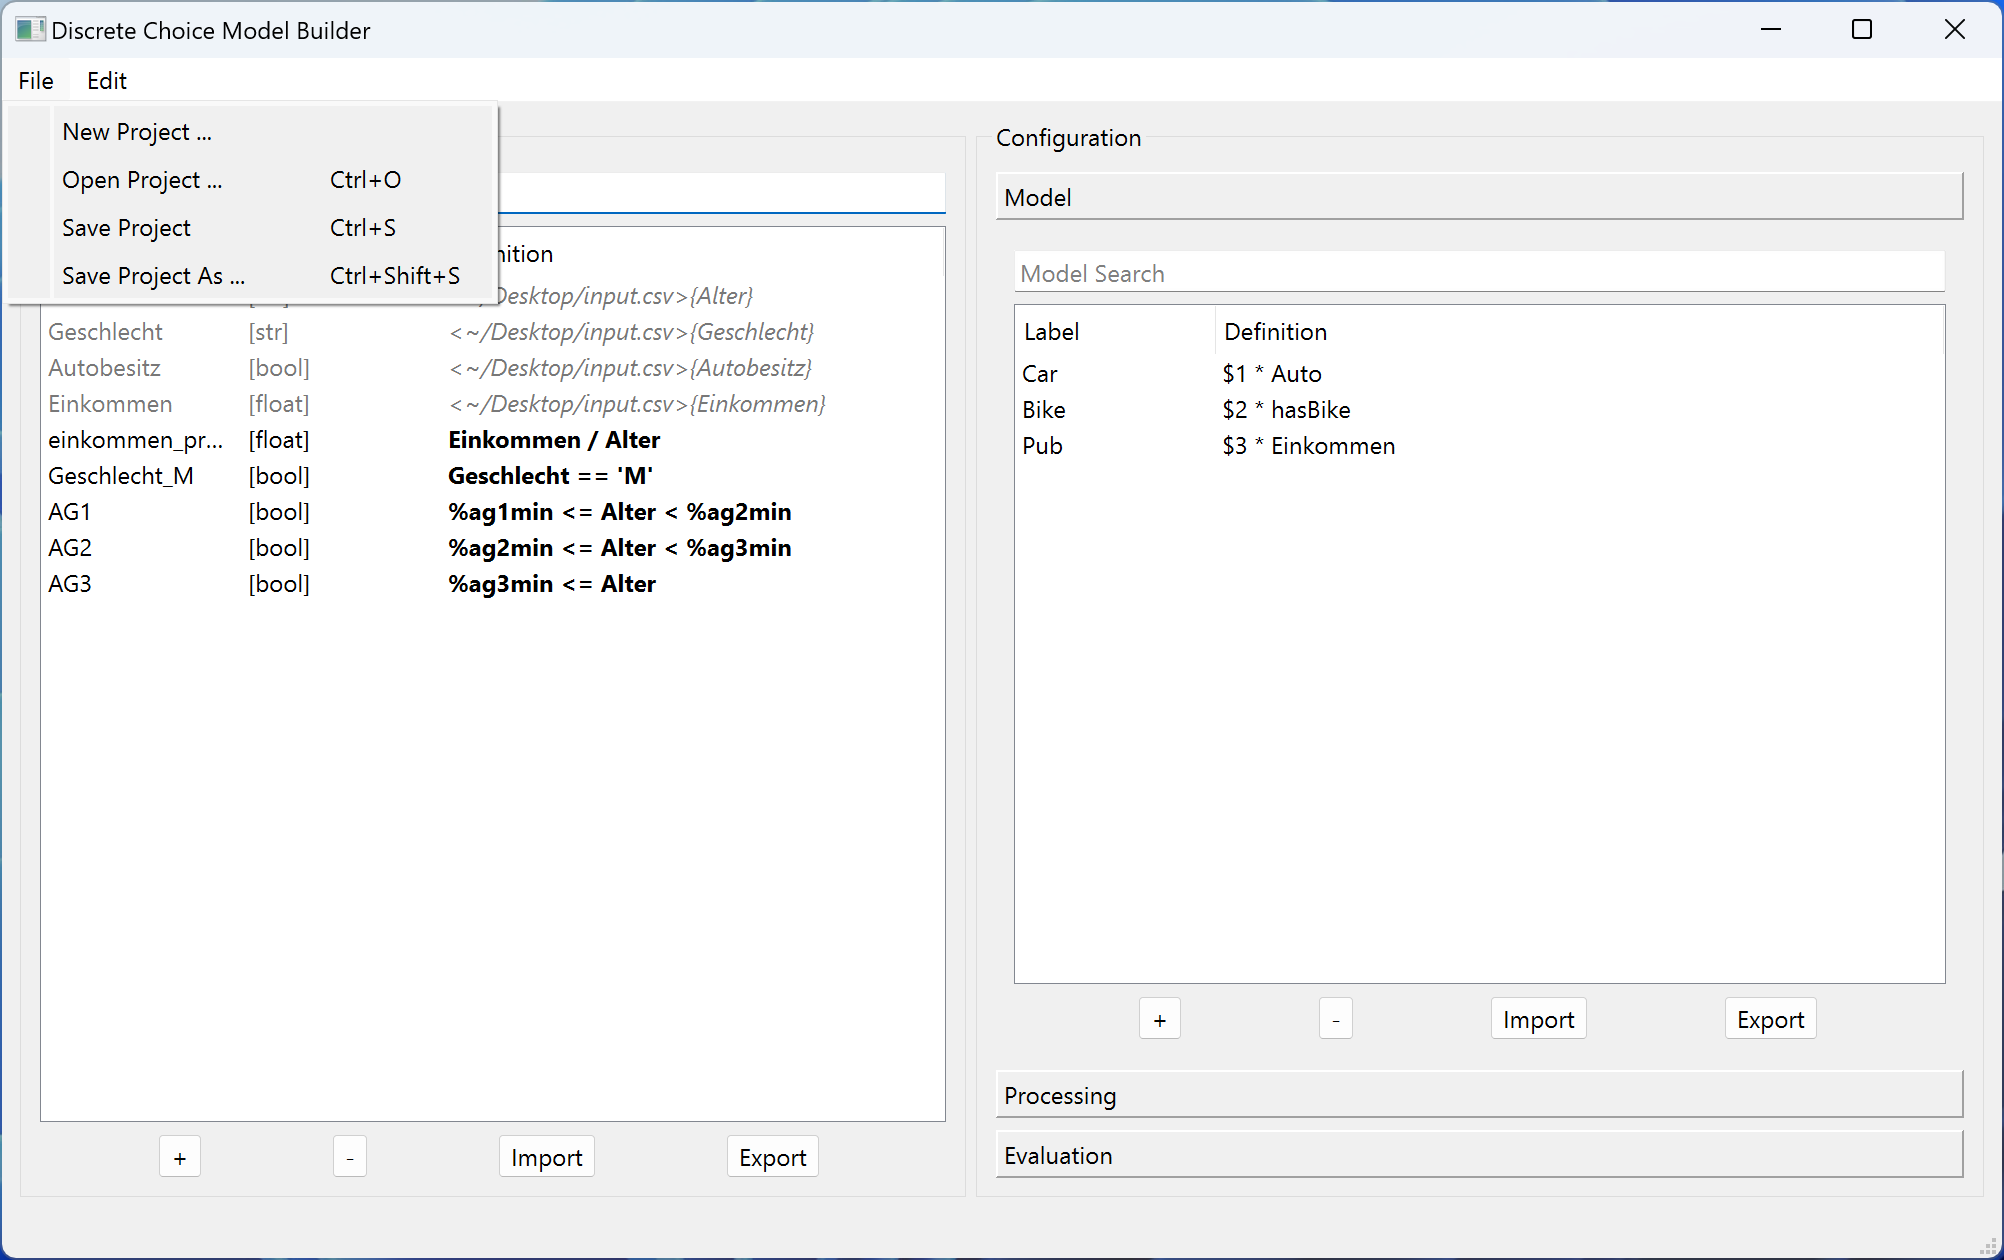 Discrete Choice Model Builder
File Edit
New Project ...
Open Project ... Ctrl+O
Save Project Ctrl+S
Save Project As ... Ctrl+Shift+S
nition
Desktop/input.csv>{Alter}
Geschlecht [str] <~/Desktop/input.csv>{Geschlecht}
Autobesitz [bool] <~/Desktop/input.csv>{Autobesitz}
Einkommen [float] <~/Desktop/input.csv>{Einkommen}
einkommen_pr... [float] Einkommen / Alter
Geschlecht_M [bool] Geschlecht == 'M'
AG1 [bool] %ag1min <= Alter < %ag2min
AG2 [bool] %ag2min <= Alter < %ag3min
AG3 [bool] %ag3min <= Alter
+ - Import Export
Configuration
Model
Model Search
Label Definition
Car $1 * Auto
Bike $2 * hasBike
Pub $3 * Einkommen
+ - Import Export
Processing
Evaluation